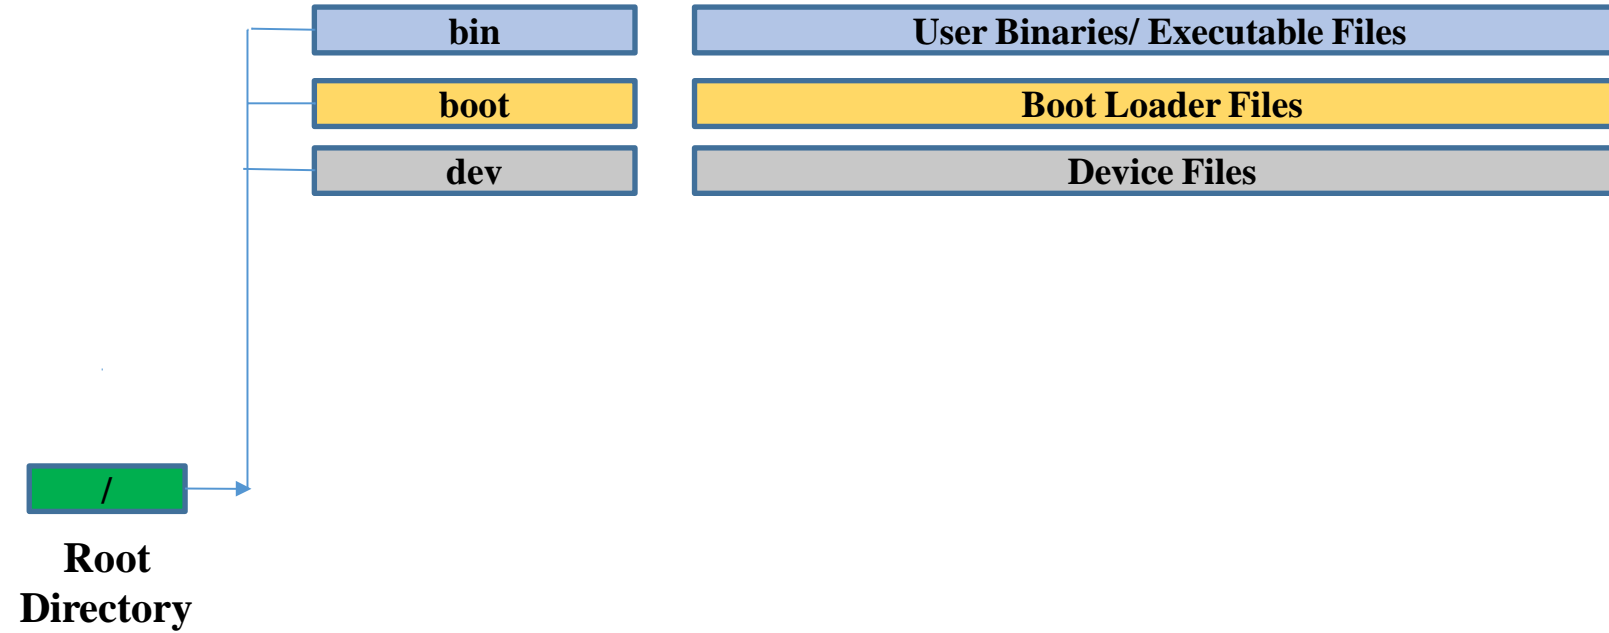 bin User Binaries/ Executable Files
boot Boot Loader Files
dev Device Files
/
Root
Directory